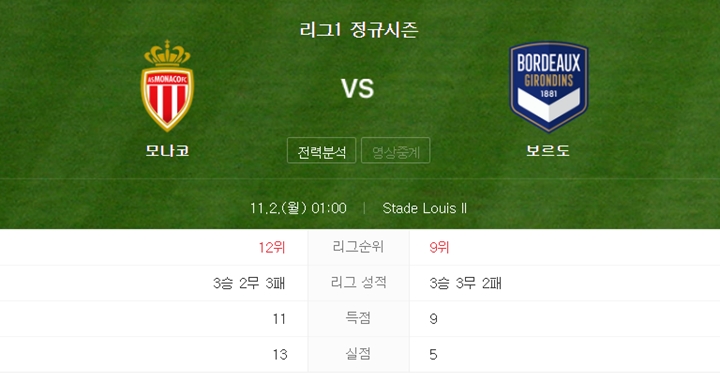 리그1 정규시즌
AS MONACO FC
BORDEAUX
GIRONDINS
1881
VS
모나코
전력분석 영상중계
보르도
11.2.(월) 01:00 | Stade Louis II
12위 리그순위 9위
3승 2무 3패 리그 성적 3승 3무 2패
11 득점 9
13 실점 5